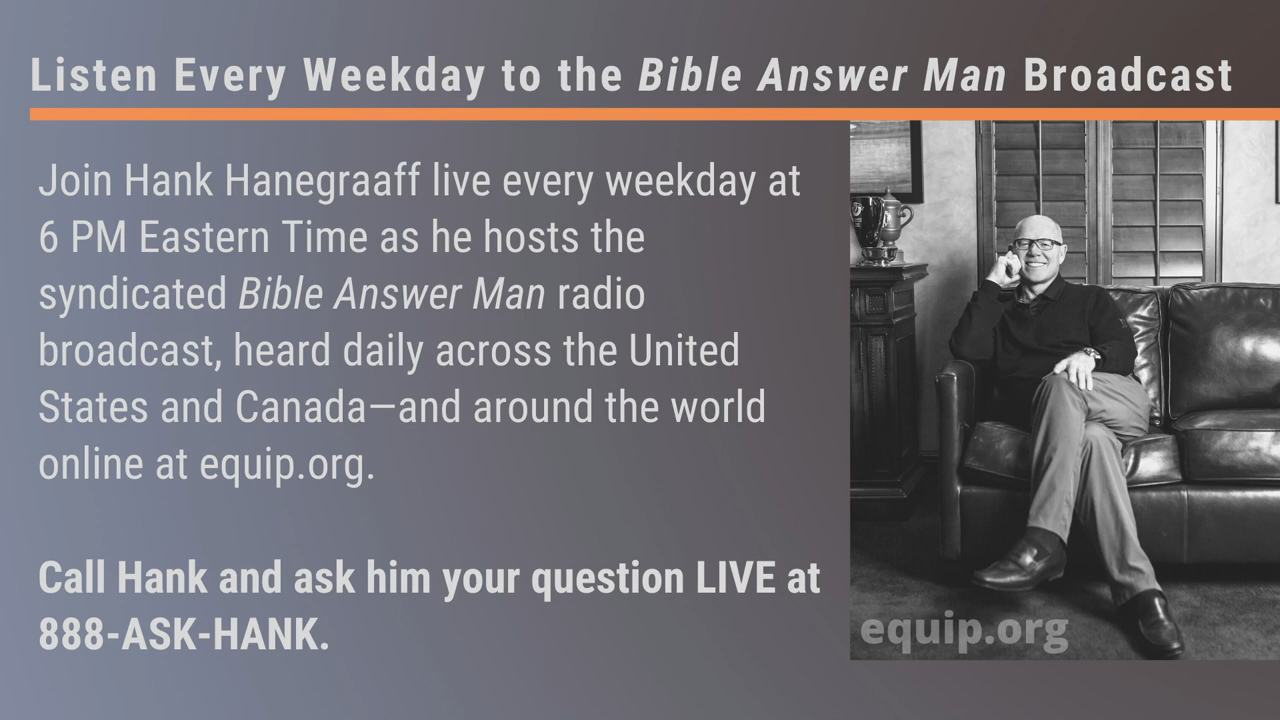 Listen Every Weekday to the Bible Answer Man Broadcast
Join Hank Hanegraaff live every weekday at
6 PM Eastern Time as he hosts the
syndicated Bible Answer Man radio
broadcast, heard daily across the United
States and Canada—and around the world
online at equip.org.
Call Hank and ask him your question LIVE at
888-ASK-HANK.
equip.org